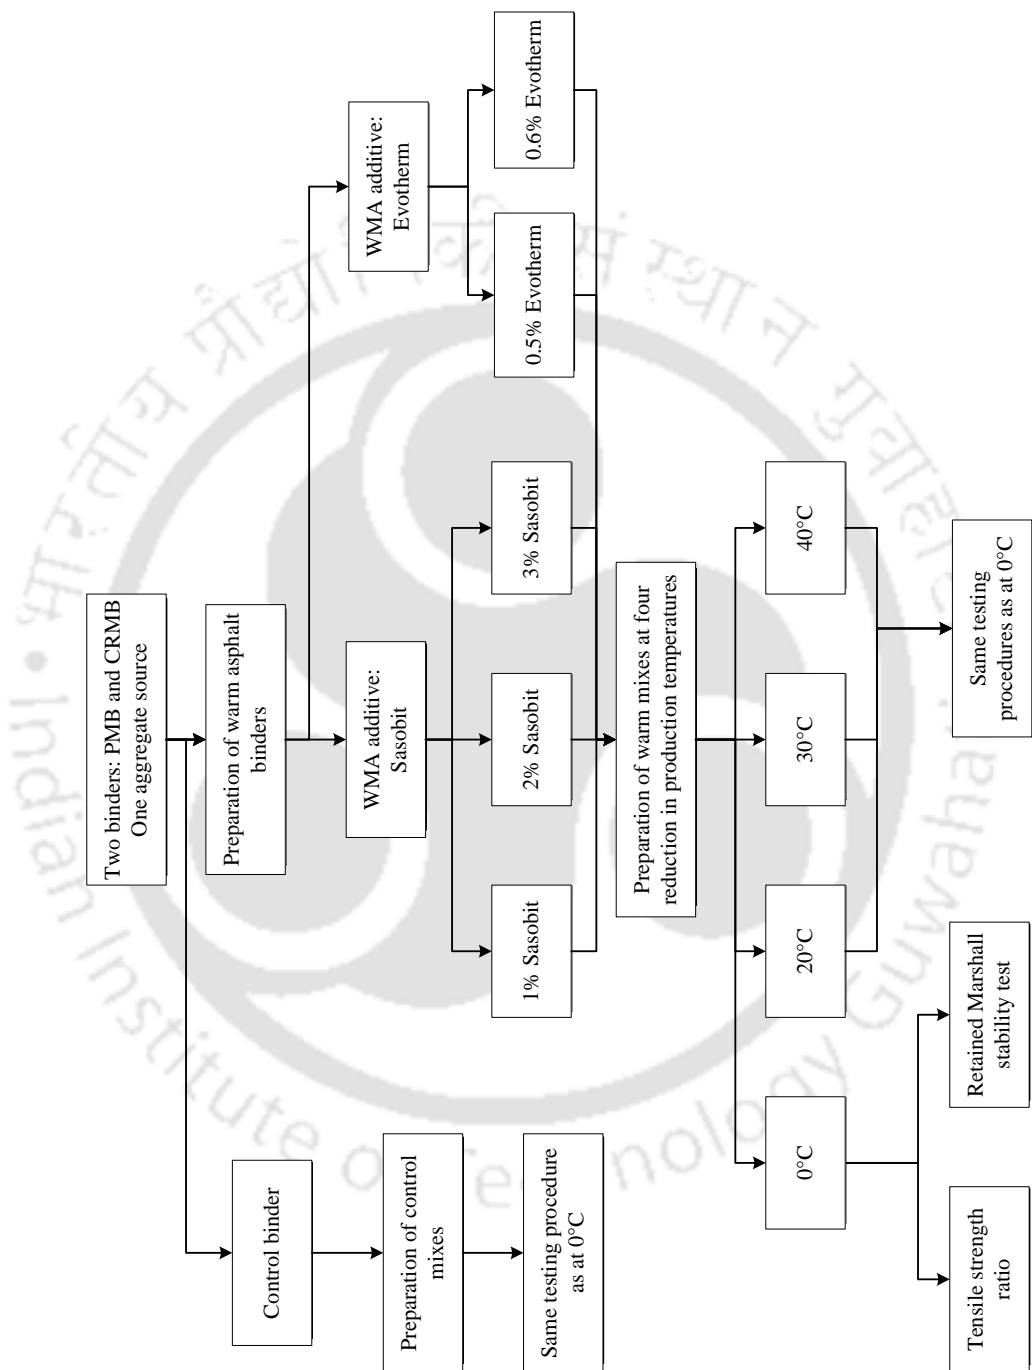 Two binders: PMB and CRMB
One aggregate source
Control binder
Preparation of warm asphalt
binders
Preparation of control
mixes
WMA additive:
Sasobit
WMA additive:
Evotherm
Same testing procedure
as at 0°C
1% Sasobit
2% Sasobit
3% Sasobit
0.5% Evotherm
0.6% Evotherm
Preparation of warm mixes at four
reduction in production temperatures
0°C
20°C
30°C
40°C
Tensile strength
ratio
Retained Marshall
stability test
Same testing
procedures as at 0°C
भारतीय प्रौद्योगिकी संस्थान गुवाहाटी
• Indian Institute of Technology Guwahati